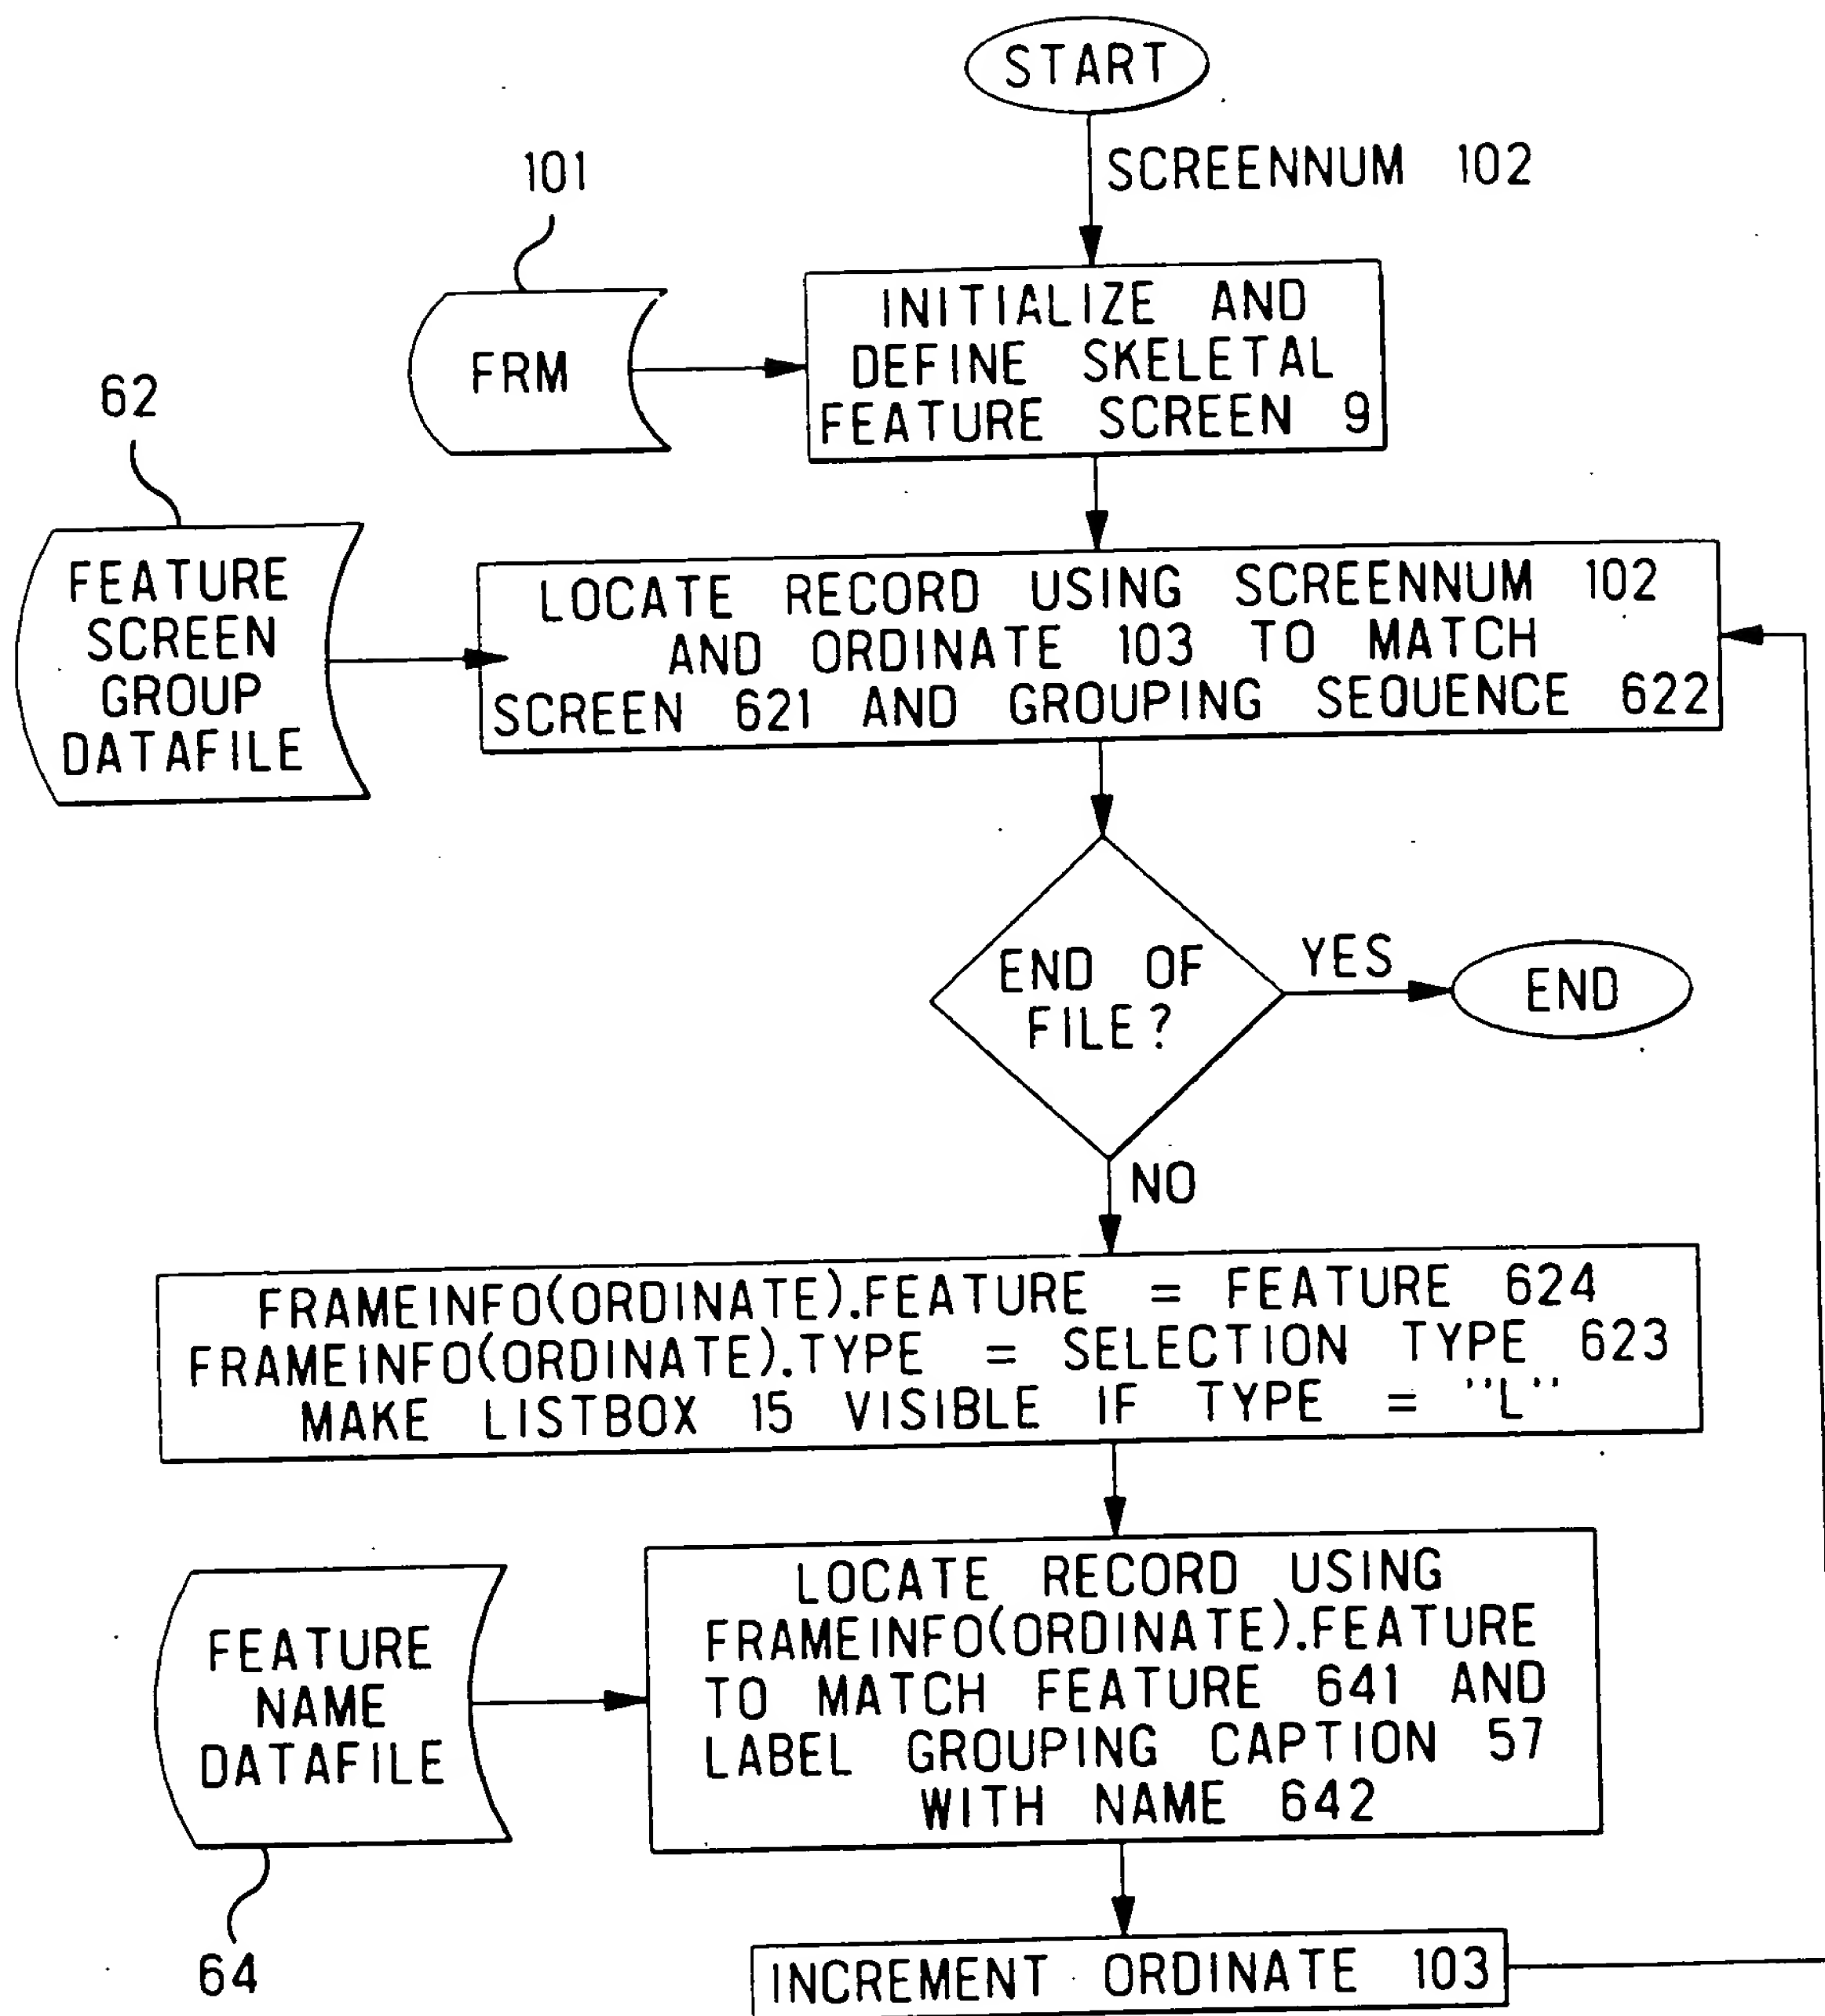 START
SCREENNUM 102
101
INITIALIZE AND
DEFINE SKELETAL
FEATURE SCREEN 9
FRM
62
FEATURE
SCREEN
GROUP
DATAFILE
LOCATE RECORD USING SCREENNUM 102
AND ORDINATE 103 TO MATCH
SCREEN 621 AND GROUPING SEQUENCE 622
END OF
FILE?
YES
END
NO
FRAMEINFO(ORDINATE).FEATURE = FEATURE 624
FRAMEINFO(ORDINATE).TYPE = SELECTION TYPE 623
MAKE LISTBOX 15 VISIBLE IF TYPE = "L"
FEATURE
NAME
DATAFILE
64
LOCATE RECORD USING
FRAMEINFO(ORDINATE).FEATURE
TO MATCH FEATURE 641 AND
LABEL GROUPING CAPTION 57
WITH NAME 642
INCREMENT ORDINATE 103